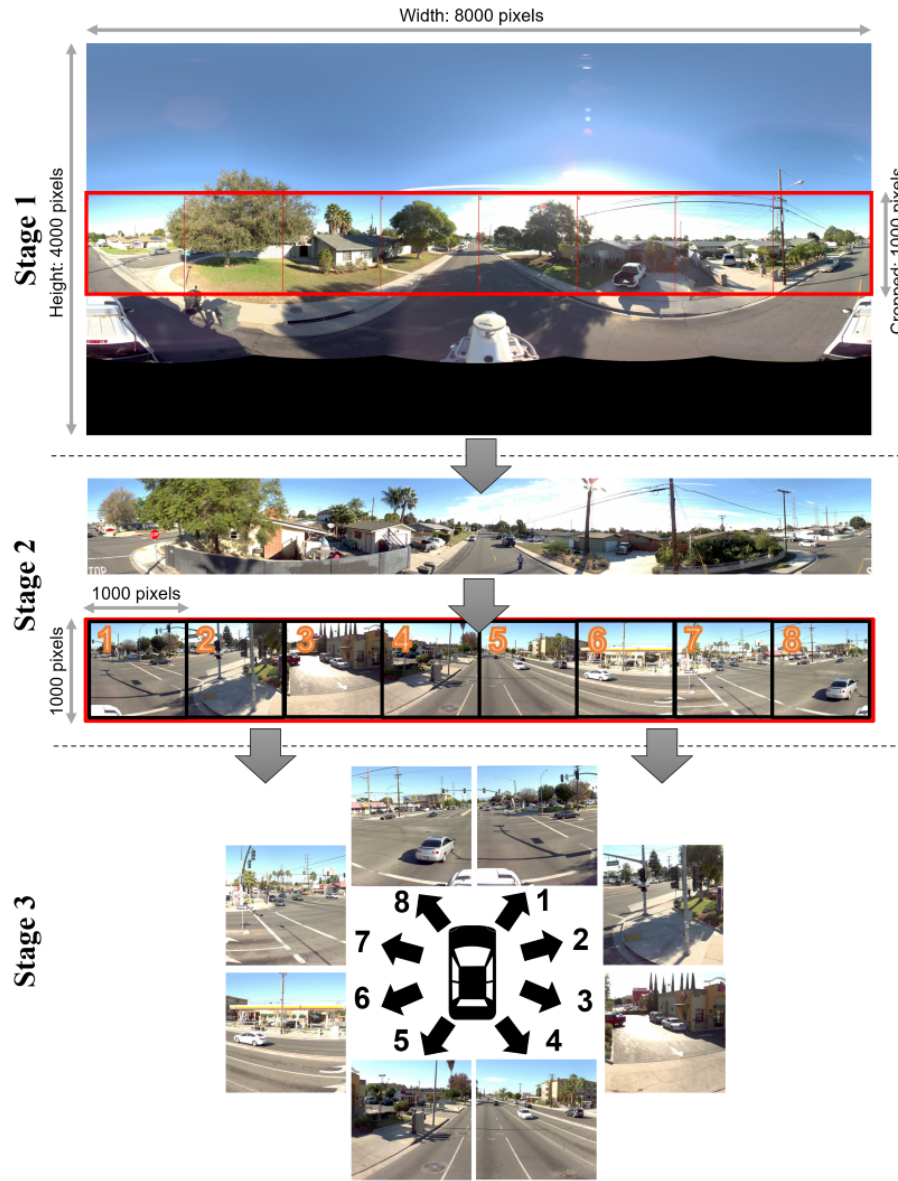 Width: 8000 pixels
Stage 1
Height: 4000 pixels
Cropped: 1000 pixels
Stage 2
1000 pixels
1000 pixels
1 2 3 4 5 6 7 8
Stage 3
8 1
7 2
6 3
5 4